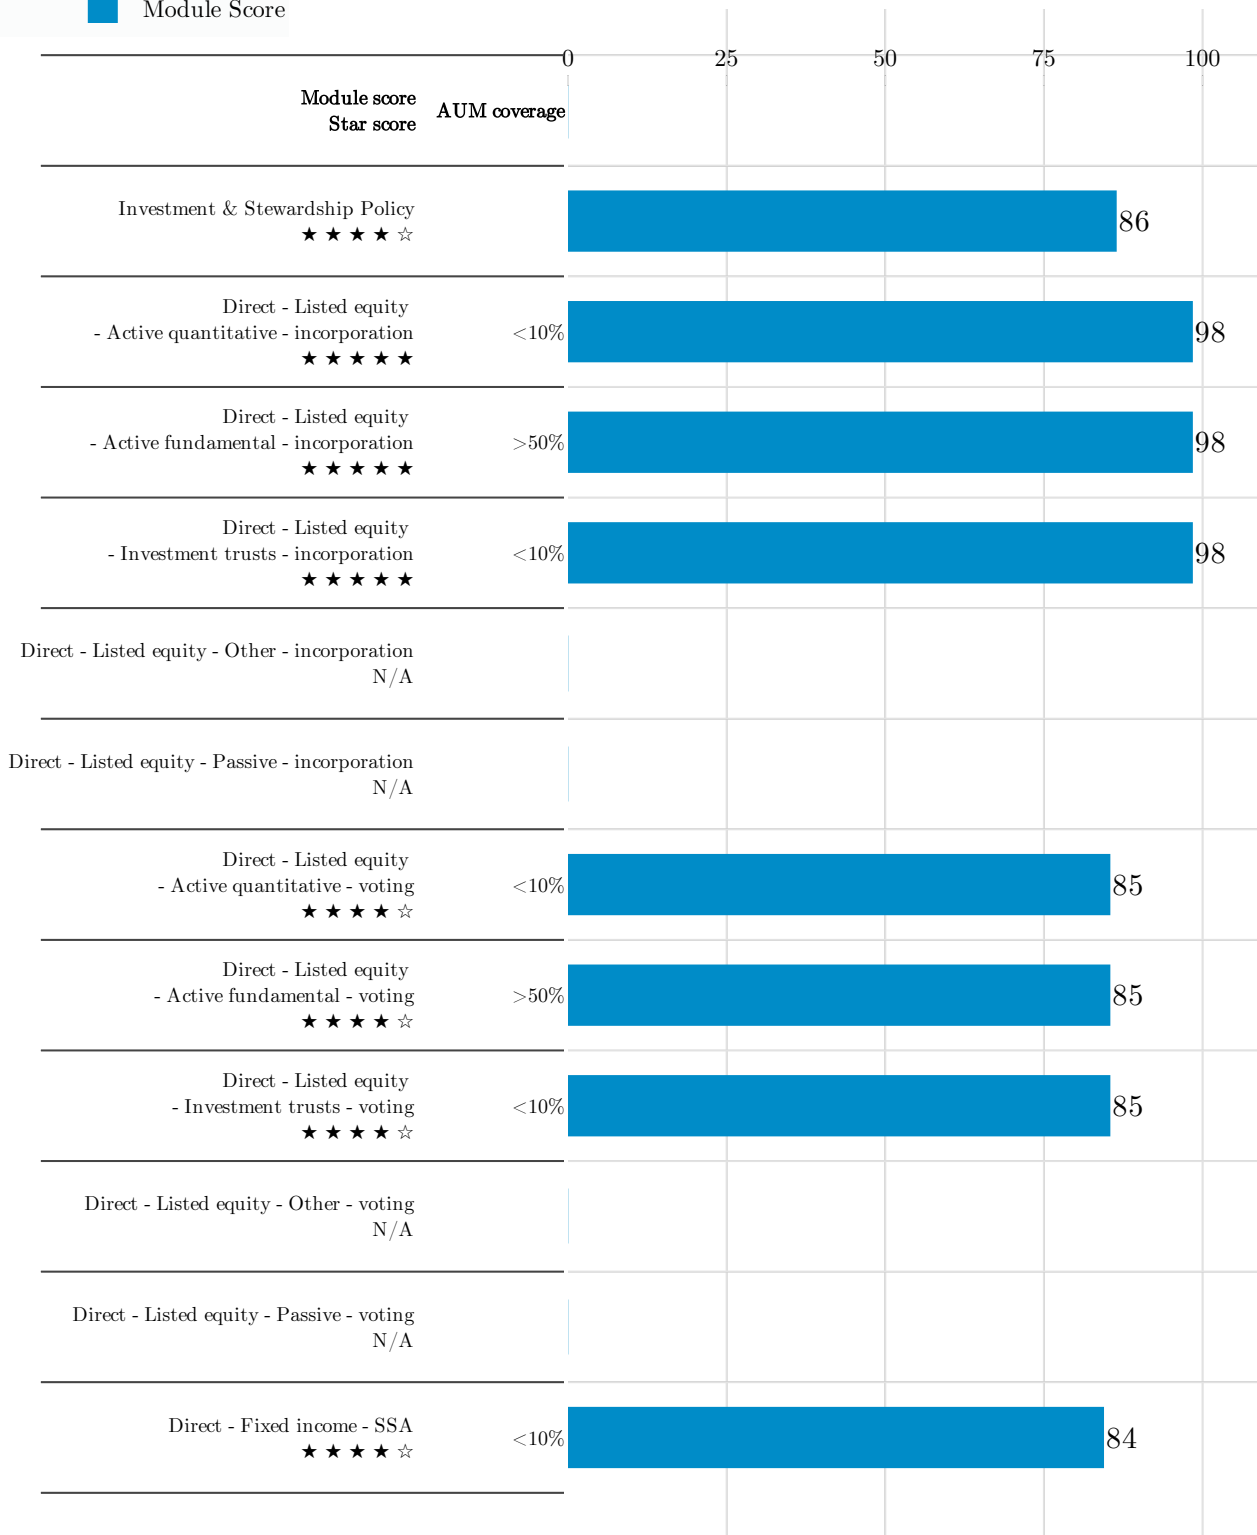 Module Score
0 25 50 75 100
Module score
Star score
AUM coverage
Investment & Stewardship Policy
★ ★ ★ ★ ☆
86
Direct - Listed equity
- Active quantitative - incorporation
★ ★ ★ ★ ★
<10%
98
Direct - Listed equity
- Active fundamental - incorporation
★ ★ ★ ★ ★
>50%
98
Direct - Listed equity
- Investment trusts - incorporation
★ ★ ★ ★ ★
<10%
98
Direct - Listed equity - Other - incorporation
N/A
Direct - Listed equity - Passive - incorporation
N/A
Direct - Listed equity
- Active quantitative - voting
★ ★ ★ ★ ☆
<10%
85
Direct - Listed equity
- Active fundamental - voting
★ ★ ★ ★ ☆
>50%
85
Direct - Listed equity
- Investment trusts - voting
★ ★ ★ ★ ☆
<10%
85
Direct - Listed equity - Other - voting
N/A
Direct - Listed equity - Passive - voting
N/A
Direct - Fixed income - SSA
★ ★ ★ ★ ☆
<10%
84